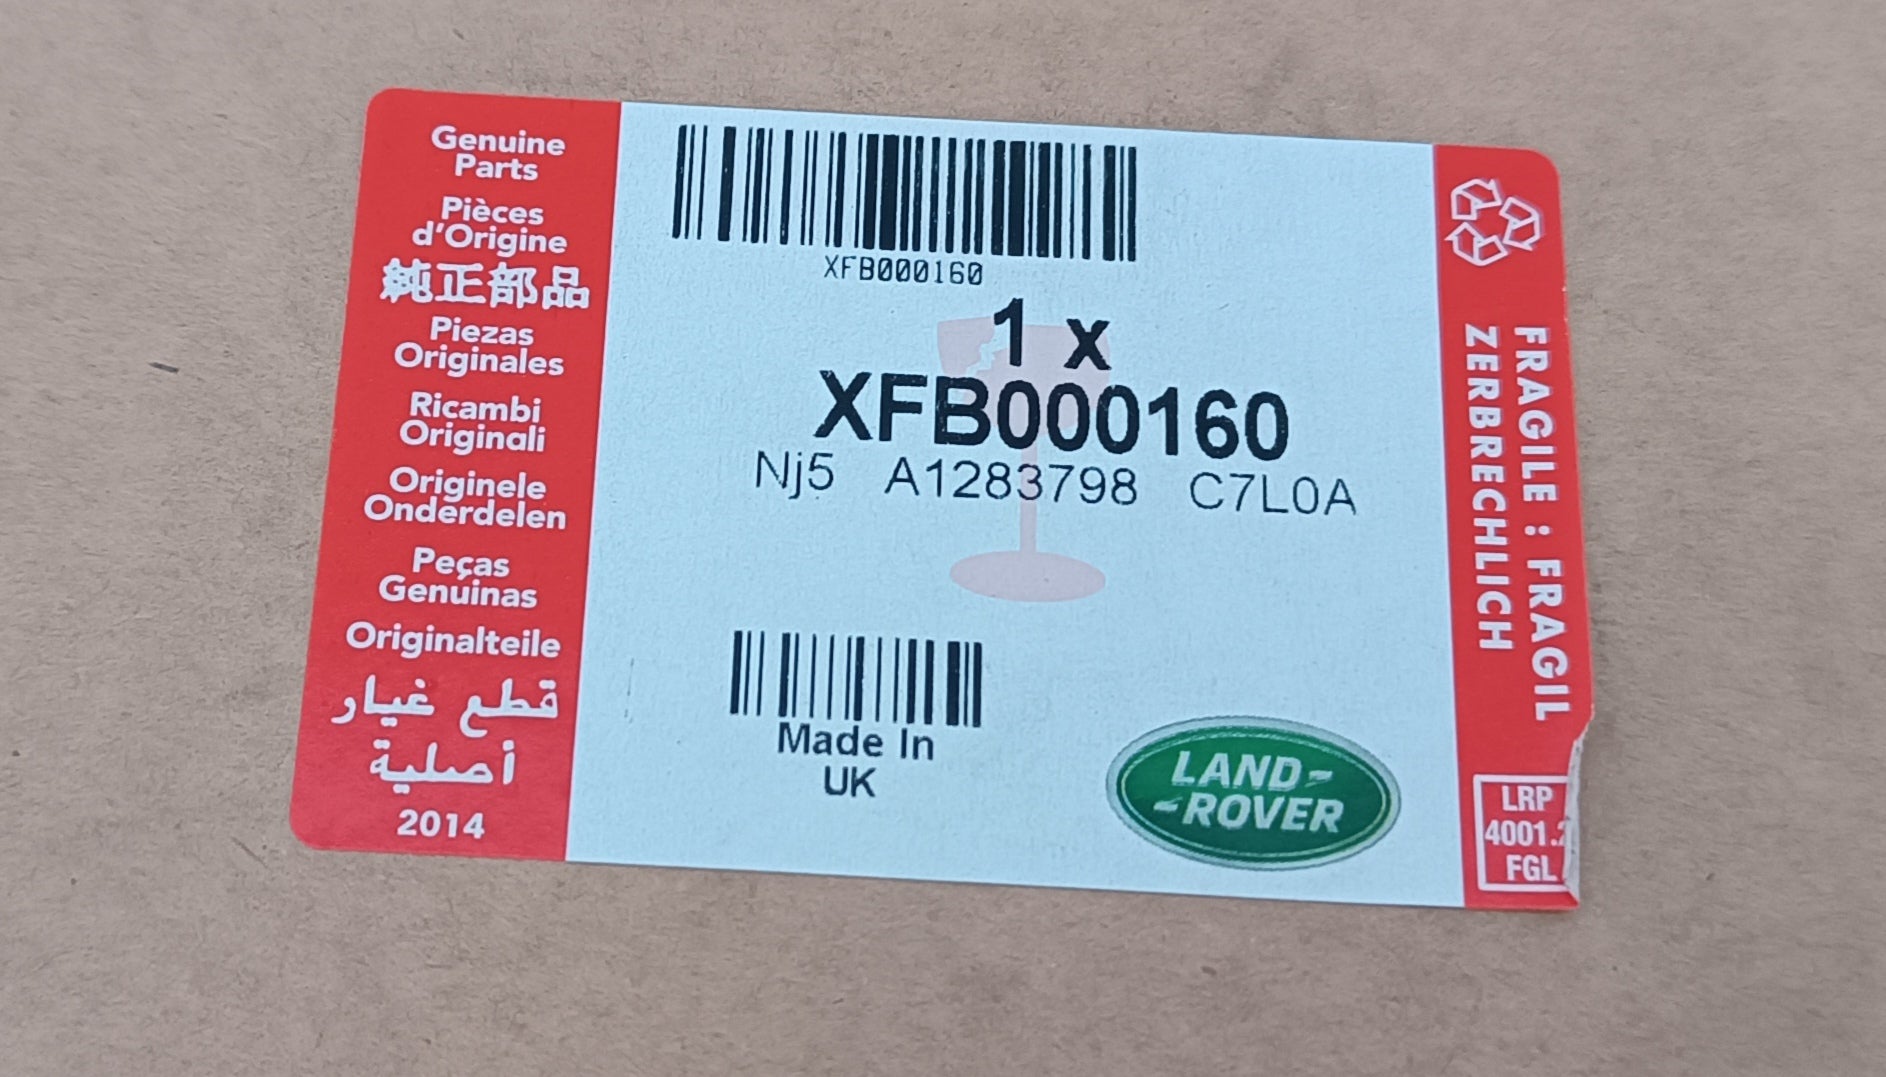 Genuine
Parts
Pièces
d'Origine
純正部品
Piezas
Originales
Ricambi
Originali
Originele
Onderdelen
Peças
Genuinas
Originalteile
قطع غيار
أصلية
2014
XFB000160
1 x
XFB000160
Nj5 A1283798 C7L0A
Made In
UK
LAND-
-ROVER
FRAGILE : FRAGIL
ZERBRECHLICH
LRP
FGL